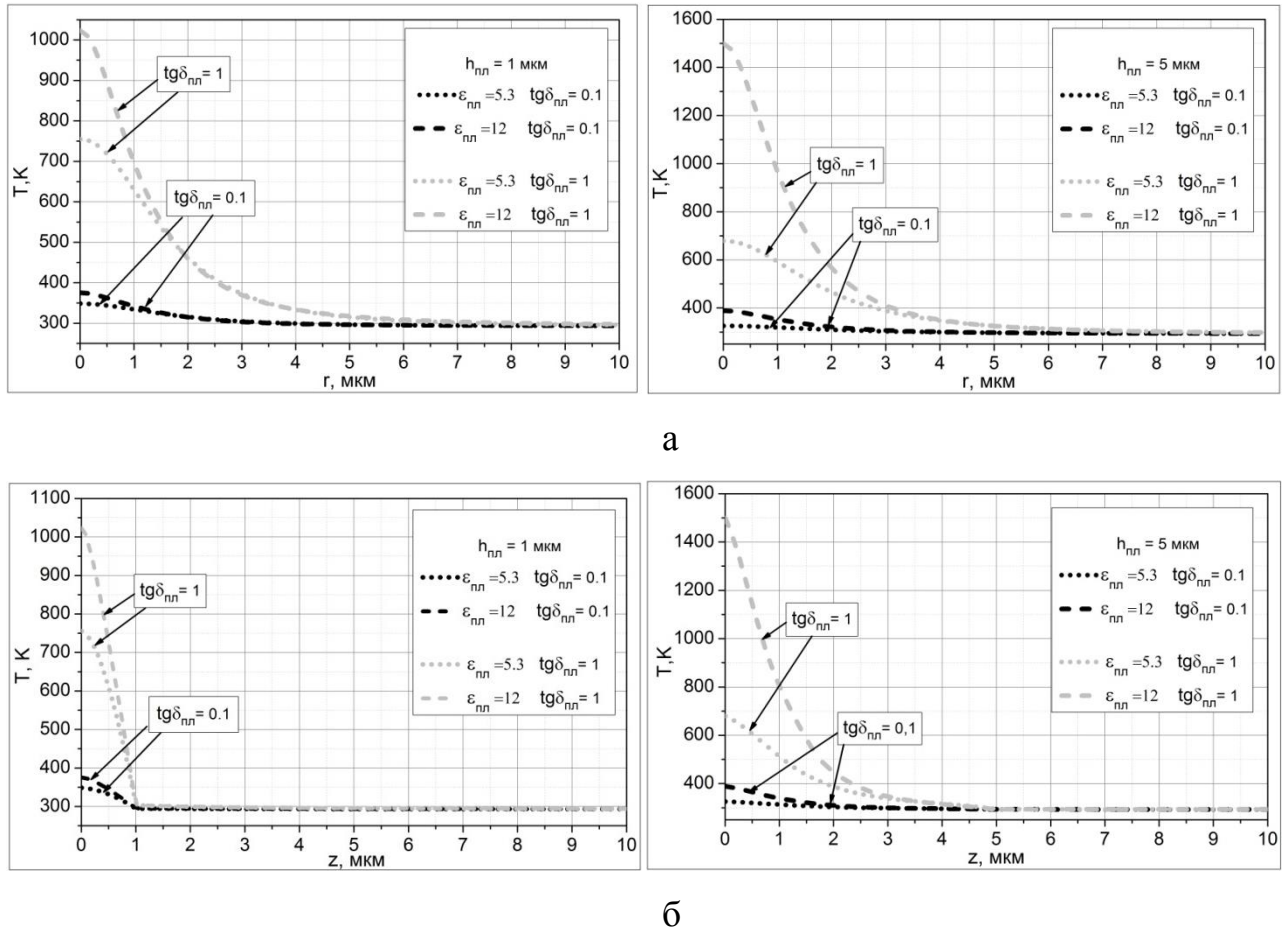 1000
900
800
700
600
500
400
300
T,K
tgδпл = 1
tgδпл = 0.1
hпл = 1 мкм
εпл =5.3 tgδпл= 0.1
εпл =12 tgδпл= 0.1
εпл =5.3 tgδпл= 1
εпл =12 tgδпл= 1
0 1 2 3 4 5 6 7 8 9 10
r, мкм
1600
1400
1200
1000
800
600
400
T,K
tgδпл = 1
tgδпл = 0.1
hпл = 5 мкм
εпл =5.3 tgδпл= 0.1
εпл =12 tgδпл= 0.1
εпл =5.3 tgδпл= 1
εпл =12 tgδпл= 1
0 1 2 3 4 5 6 7 8 9 10
r, мкм
а
1100
1000
900
800
700
600
500
400
300
T, K
tgδпл = 1
tgδпл = 0.1
hпл = 1 мкм
εпл =5.3 tgδпл= 0.1
εпл =12 tgδпл= 0.1
εпл =5.3 tgδпл= 1
εпл =12 tgδпл= 1
0 1 2 3 4 5 6 7 8 9 10
z, мкм
1600
1400
1200
1000
800
600
400
T,K
tgδпл = 1
tgδпл = 0,1
hпл = 5 мкм
εпл =5.3 tgδпл= 0.1
εпл =12 tgδпл= 0.1
εпл =5.3 tgδпл= 1
εпл =12 tgδпл= 1
0 1 2 3 4 5 6 7 8 9 10
z, мкм
б